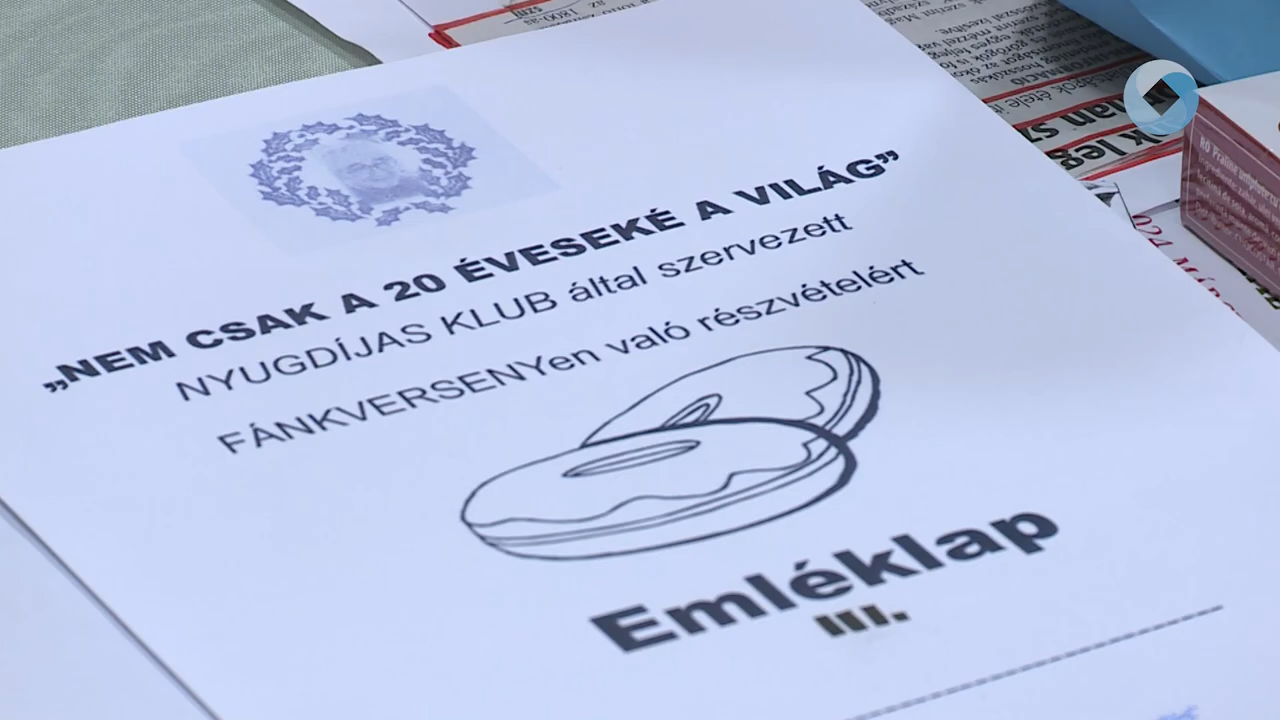 „NEM CSAK A 20 ÉVESEKÉ A VILÁG”
NYUGDÍJAS KLUB által szervezett
FÁNKVERSENYen való részvételért
Emléklap
III.